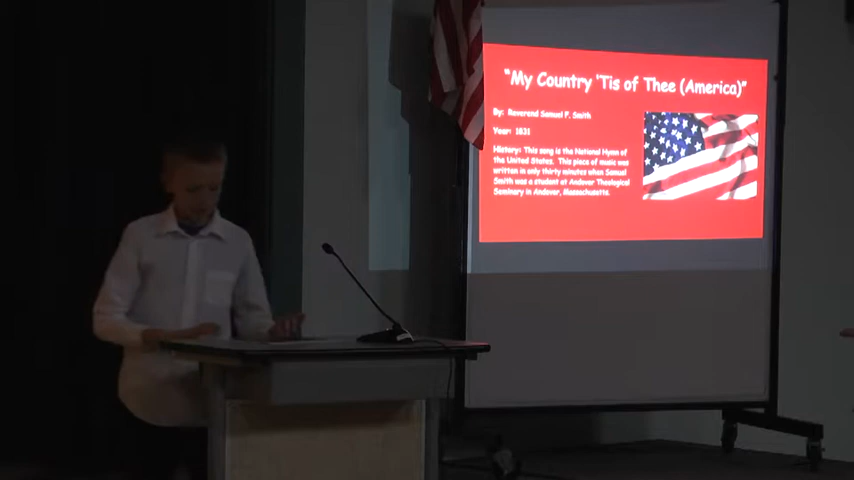 "My Country 'Tis of Thee (America)"
By: Reverend Samuel F. Smith
Year: 1831
History: This song is the National Hymn of
the United States. This piece of music was
written is only thirty minutes when Samuel
Smith was a student at Andover Theological
Seminary in Andover, Massachusetts.